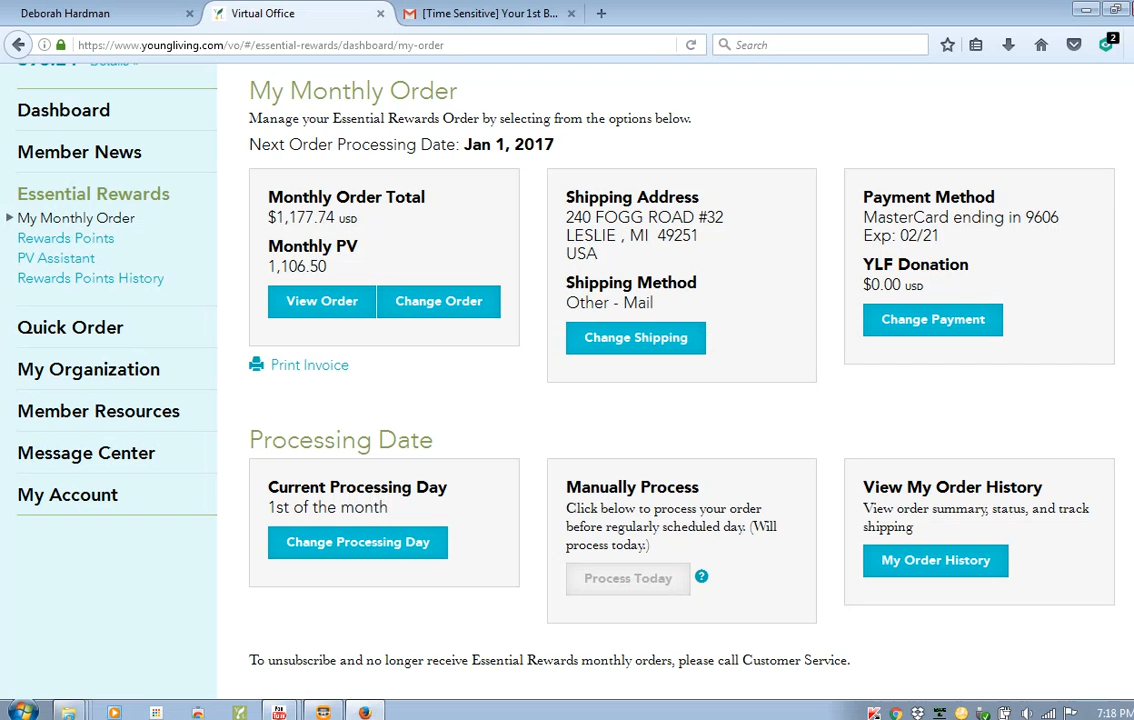 Deborah Hardman
Virtual Office
[Time Sensitive] Your 1st B...
https://www.youngliving.com/vo/#/essential-rewards/dashboard/my-order
Search
2
Details
Dashboard
Member News
Essential Rewards
My Monthly Order
Rewards Points
PV Assistant
Rewards Points History
Quick Order
My Organization
Member Resources
Message Center
My Account
My Monthly Order
Manage your Essential Rewards Order by selecting from the options below.
Next Order Processing Date: Jan 1, 2017
Monthly Order Total
$1,177.74 USD
Monthly PV
1,106.50
View Order
Change Order
Print Invoice
Shipping Address
240 FOGG ROAD #32
LESLIE , MI 49251
USA
Shipping Method
Other - Mail
Change Shipping
Payment Method
MasterCard ending in 9606
Exp: 02/21
YLF Donation
$0.00 USD
Change Payment
Processing Date
Current Processing Day
1st of the month
Change Processing Day
Manually Process
Click below to process your order
before regularly scheduled day. (Will
process today.)
Process Today
?
View My Order History
View order summary, status, and track
shipping
My Order History
To unsubscribe and no longer receive Essential Rewards monthly orders, please call Customer Service.
7:18 PM